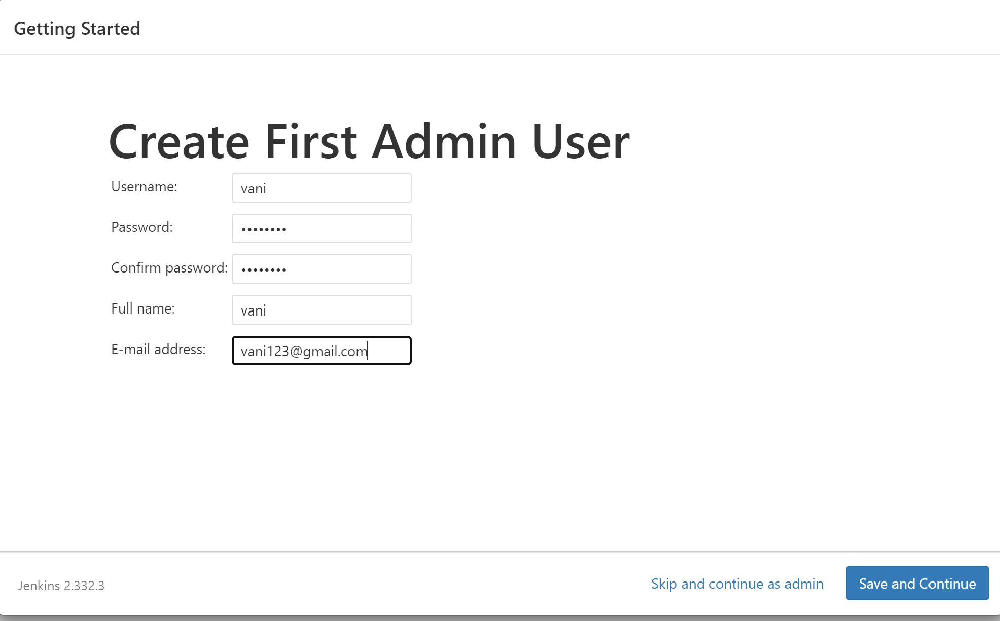 Getting Started
Create First Admin User
Username: vani
Password: ••••••••
Confirm password: ••••••••
Full name: vani
E-mail address: vani123@gmail.com
Jenkins 2.332.3 Skip and continue as admin Save and Continue